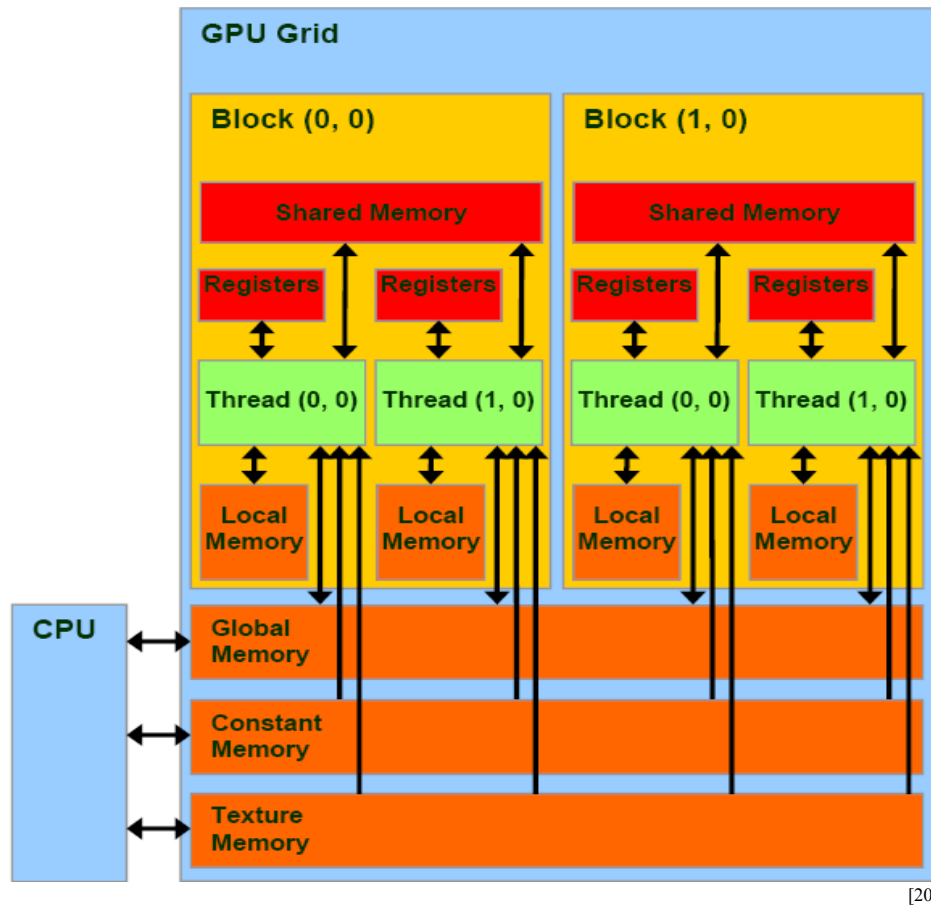 GPU Grid
Block (0, 0)
Block (1, 0)
Shared Memory
Shared Memory
Registers
Registers
Registers
Registers
Thread (0, 0)
Thread (1, 0)
Thread (0, 0)
Thread (1, 0)
Local
Memory
Local
Memory
Local
Memory
Local
Memory
CPU
Global
Memory
Constant
Memory
Texture
Memory
[20